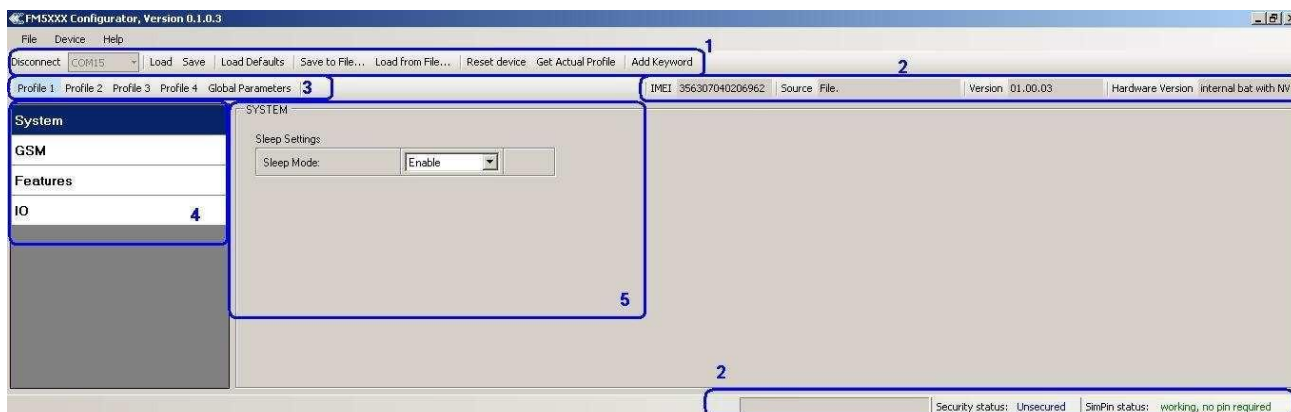 FM5XXX Configurator, Version 0.1.0.3
File Device Help
1
Disconnect COM15 Load Save Load Defaults Save to File... Load from File... Reset device Get Actual Profile Add Keyword
2
Profile 1 Profile 2 Profile 3 Profile 4 Global Parameters 3 IMEI 356307040206962 Source File. Version 01.00.03 Hardware Version internal bat with NV
System
GSM
Features
IO
4
SYSTEM
Sleep Settings
Sleep Mode: Enable
5
2
Security status: Unsecured SimPin status: working, no pin required